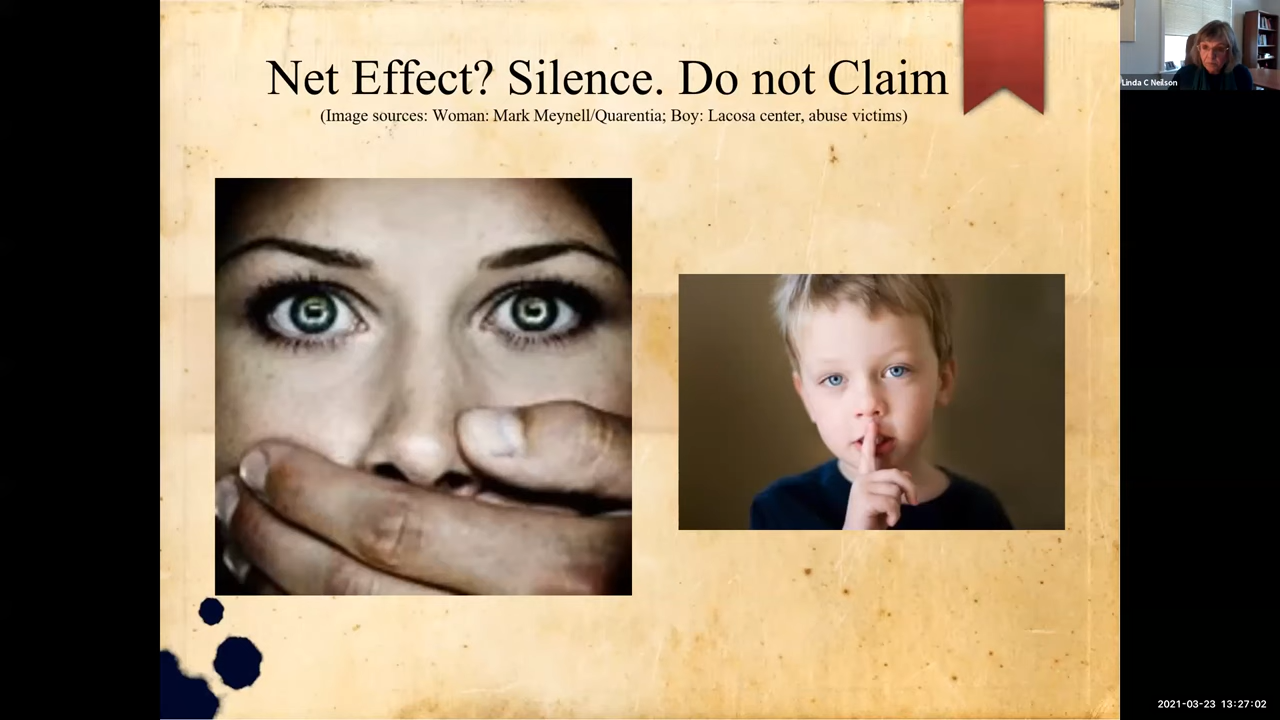 Net Effect? Silence. Do not Claim
(Image sources: Woman: Mark Meynell/Quarentia; Boy: Lacosa center, abuse victims)
Linda C Neilson
2021-03-23 13:27:02